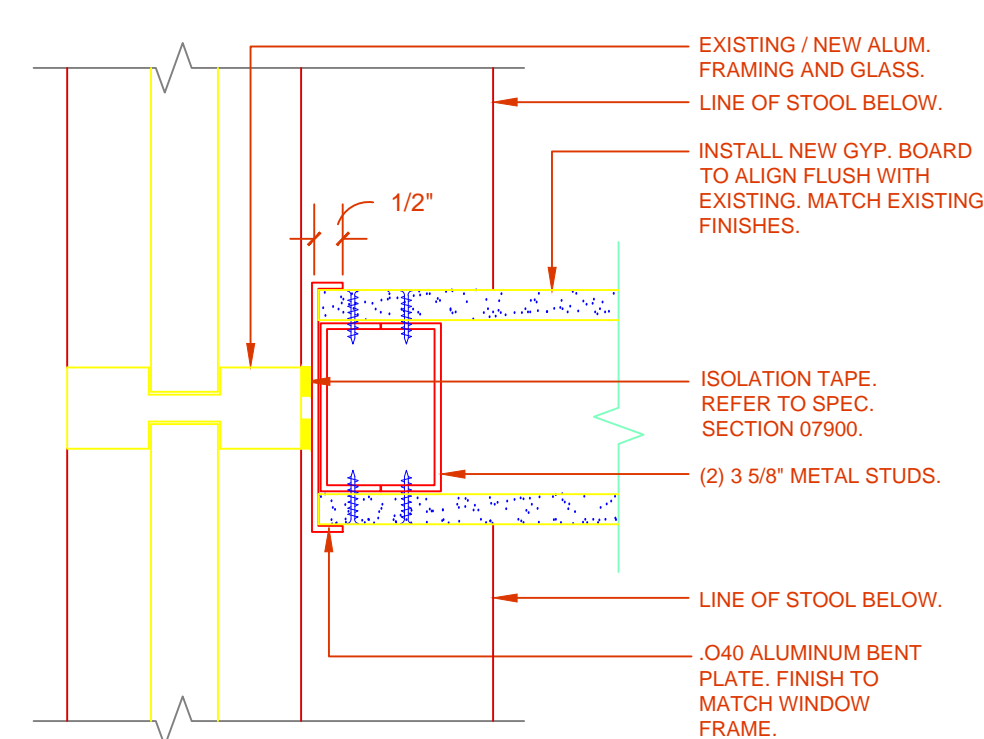 EXISTING / NEW ALUM.
FRAMING AND GLASS.
LINE OF STOOL BELOW.
INSTALL NEW GYP. BOARD
TO ALIGN FLUSH WITH
EXISTING. MATCH EXISTING
FINISHES.
1/2"
ISOLATION TAPE.
REFER TO SPEC.
SECTION 07900.
(2) 3 5/8" METAL STUDS.
LINE OF STOOL BELOW.
.O40 ALUMINUM BENT
PLATE. FINISH TO
MATCH WINDOW
FRAME.